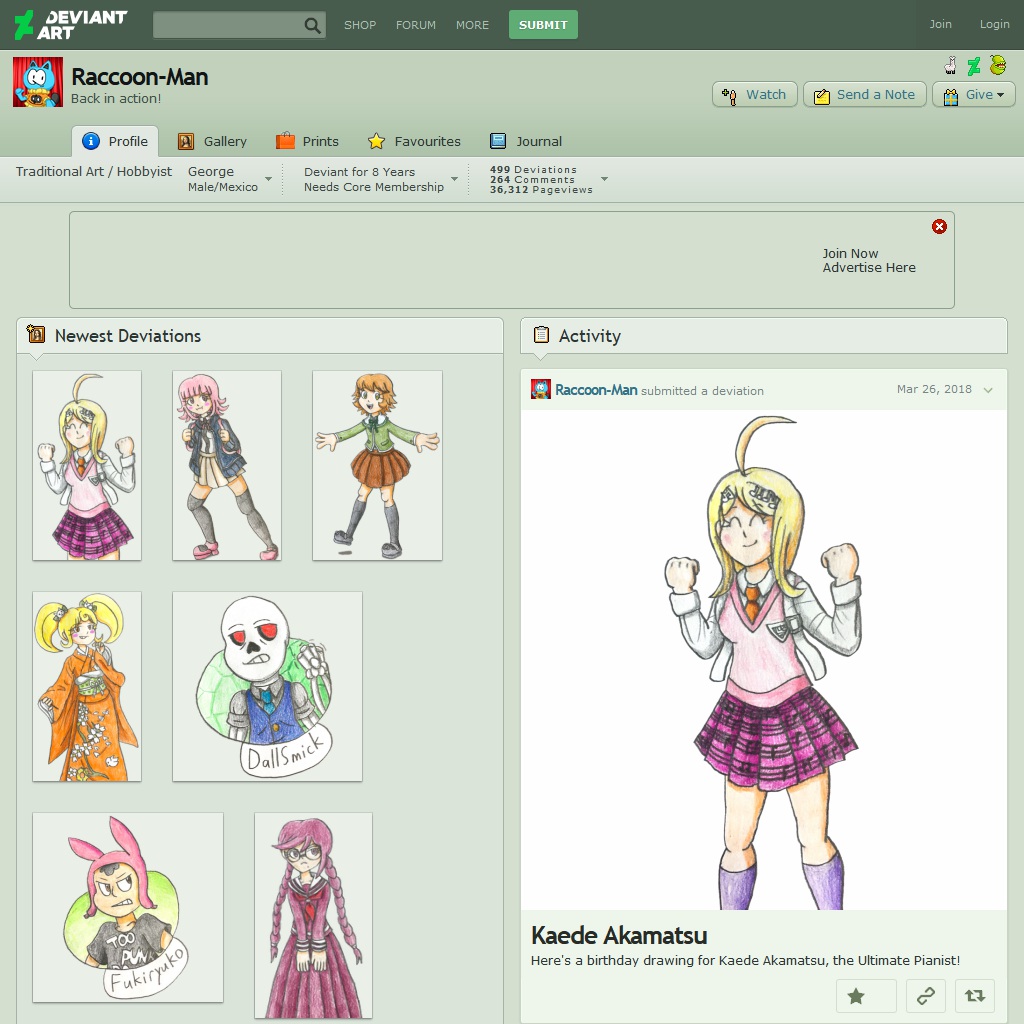 DEVIANT
ART
SHOP
FORUM
MORE
SUBMIT
Join
Login
Raccoon-Man
Back in action!
Watch
Send a Note
Give
Profile
Gallery
Prints
Favourites
Journal
Traditional Art / Hobbyist
George
Male/Mexico
Deviant for 8 Years
Needs Core Membership
499 Deviations
264 Comments
36,312 Pageviews
Join Now
Advertise Here
Newest Deviations
Activity
Raccoon-Man submitted a deviation
Mar 26, 2018
DallSmick
TOO
PUNK
Fukiryuko
Kaede Akamatsu
Here's a birthday drawing for Kaede Akamatsu, the Ultimate Pianist!